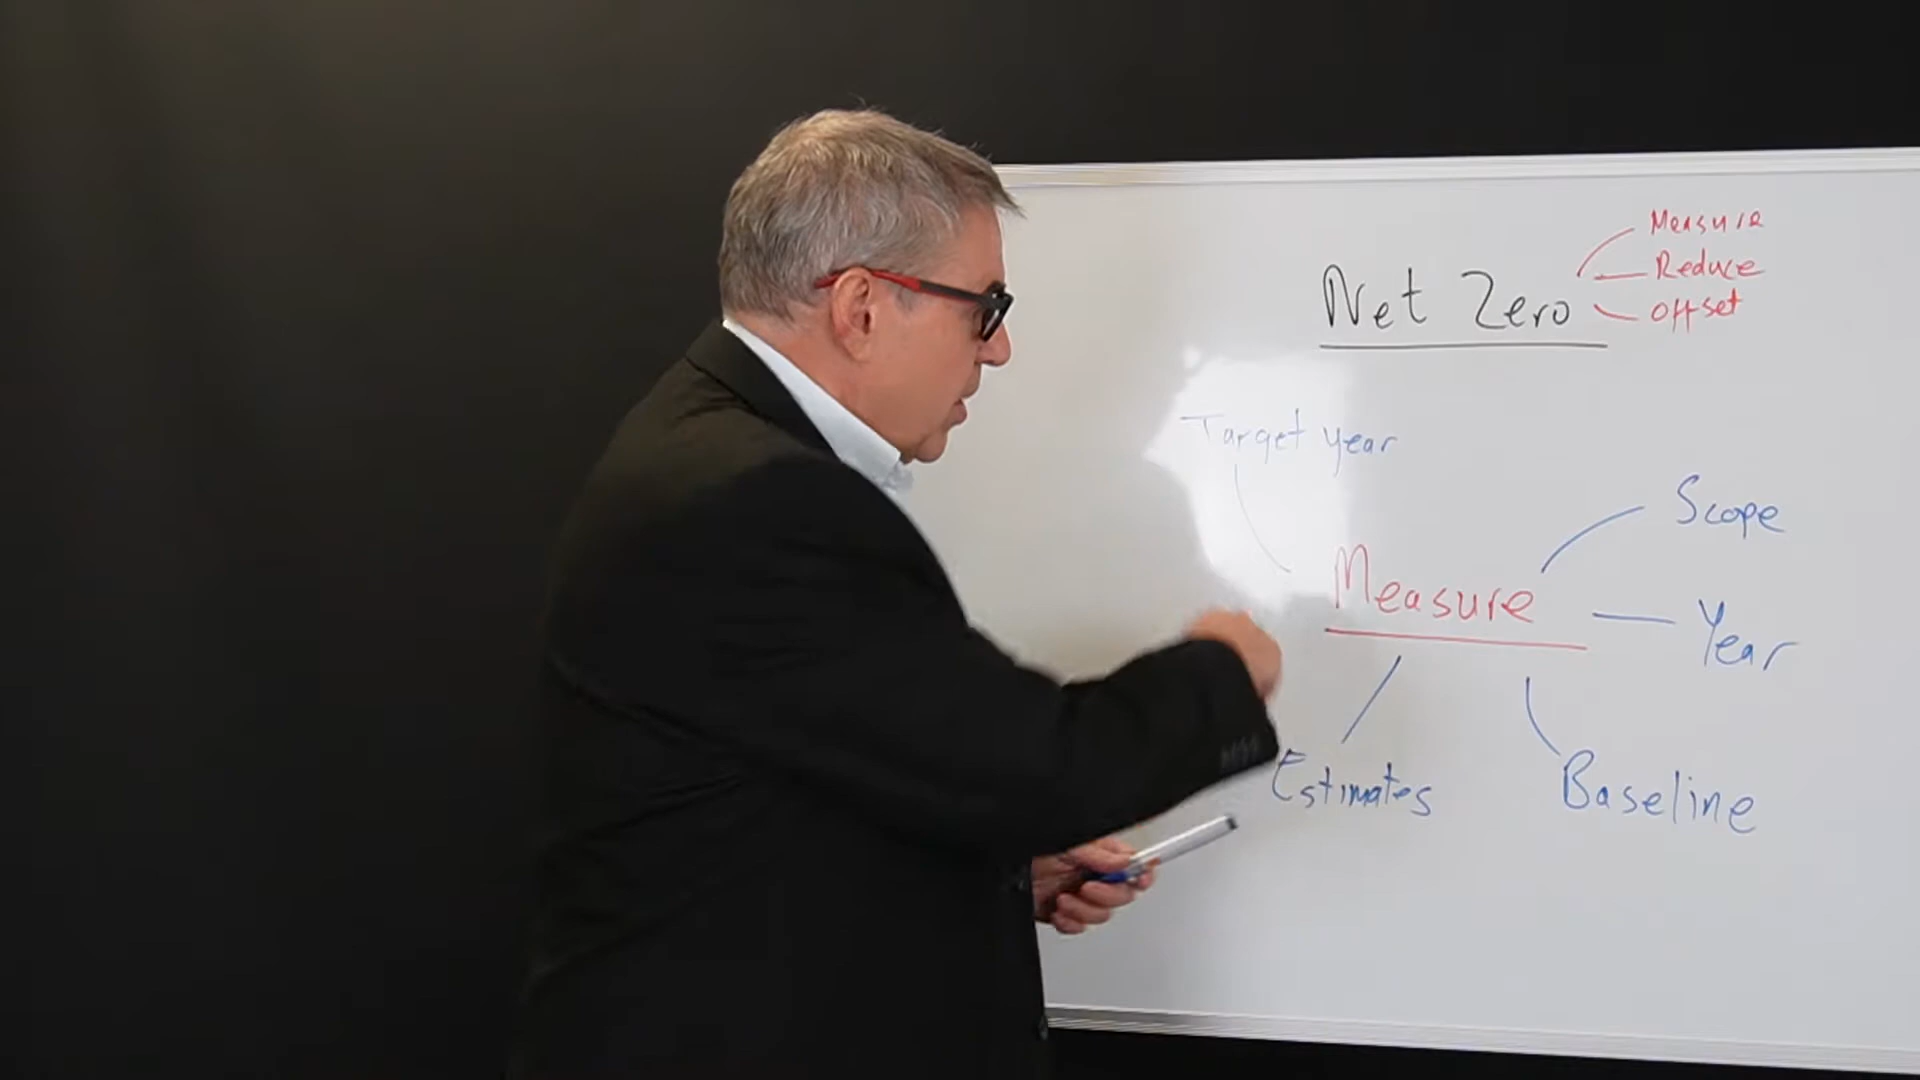 Measure
Reduce
Net Zero
offset
Target year
Scope
Measure
Year
Estimates
Baseline